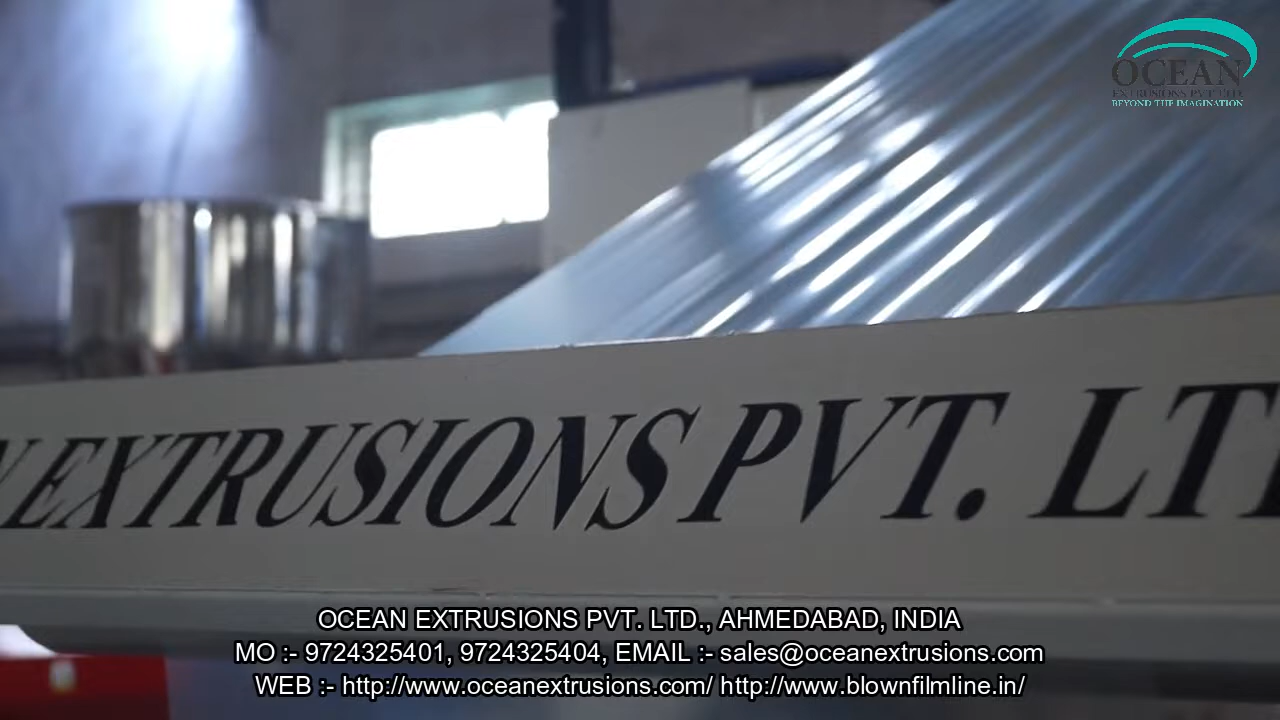 OCEAN
EXTRUSIONS PVT. LTD.
BEYOND THE IMAGINATION
N EXTRUSIONS PVT. LT
OCEAN EXTRUSIONS PVT. LTD., AHMEDABAD, INDIA
MO :- 9724325401, 9724325404, EMAIL :- sales@oceanextrusions.com
WEB :- http://www.oceanextrusions.com/ http://www.blownfilmline.in/